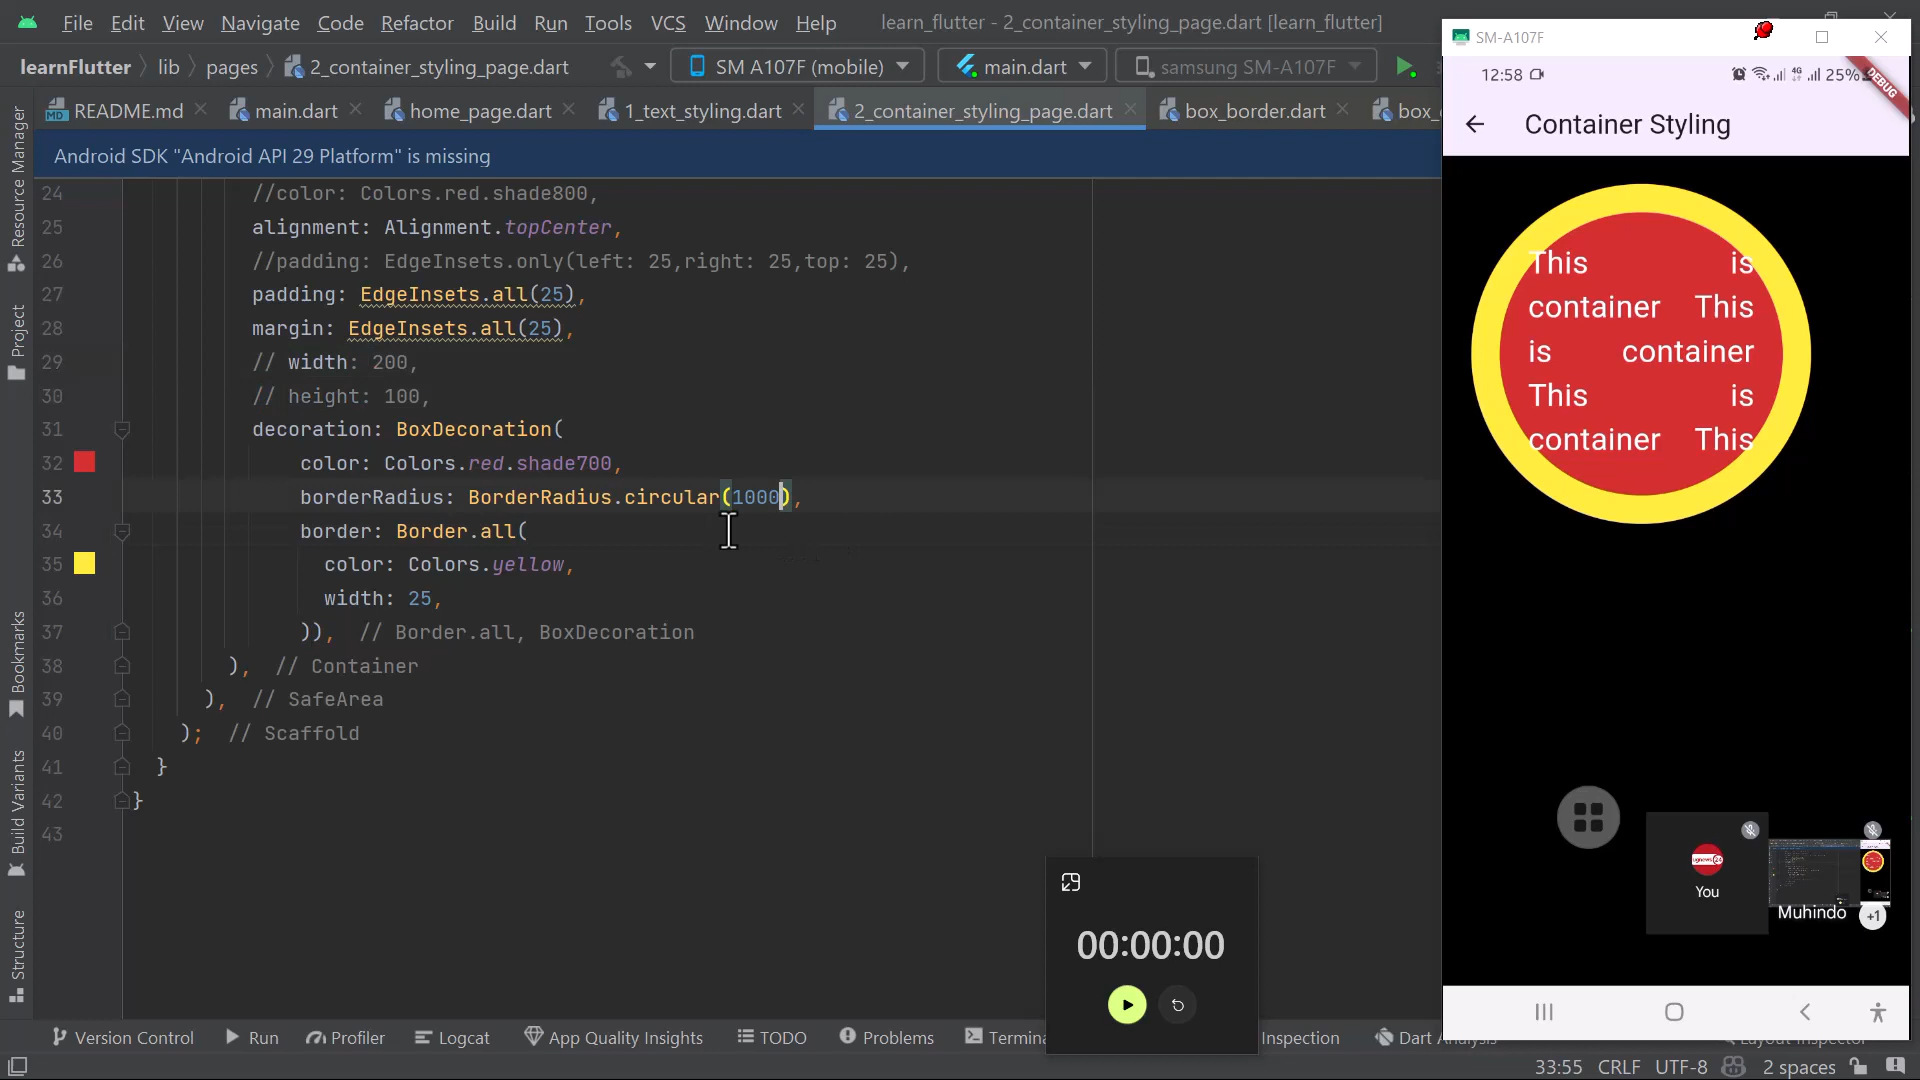 File Edit View Navigate Code Refactor Build Run Tools VCS Window Help learn_flutter - 2_container_styling_page.dart [learn_flutter]
learnFlutter lib pages 2_container_styling_page.dart SM A107F (mobile) main.dart samsung SM-A107F
README.md main.dart home_page.dart 1_text_styling.dart 2_container_styling_page.dart box_border.dart box_
Android SDK "Android API 29 Platform" is missing
Resource Manager
Project
Bookmarks
Build Variants
Structure
24 //color: Colors.red.shade800,
25 alignment: Alignment.topCenter,
26 //padding: EdgeInsets.only(left: 25,right: 25,top: 25),
27 padding: EdgeInsets.all(25),
28 margin: EdgeInsets.all(25),
29 // width: 200,
30 // height: 100,
31 decoration: BoxDecoration(
32 color: Colors.red.shade700,
33 borderRadius: BorderRadius.circular(1000),
34 border: Border.all(
35 color: Colors.yellow,
36 width: 25,
37 )), // Border.all, BoxDecoration
38 ), // Container
39 ), // SafeArea
40 ); // Scaffold
41 }
42 }
43
SM-A107F
12:58 4G 25%
DEBUG
Container Styling
This is
container This
is container
This is
container This
You
Muhindo +1
00:00:00
Version Control Run Profiler Logcat App Quality Insights TODO Problems Termina Inspection Dart Analysis
33:55 CRLF UTF-8 2 spaces